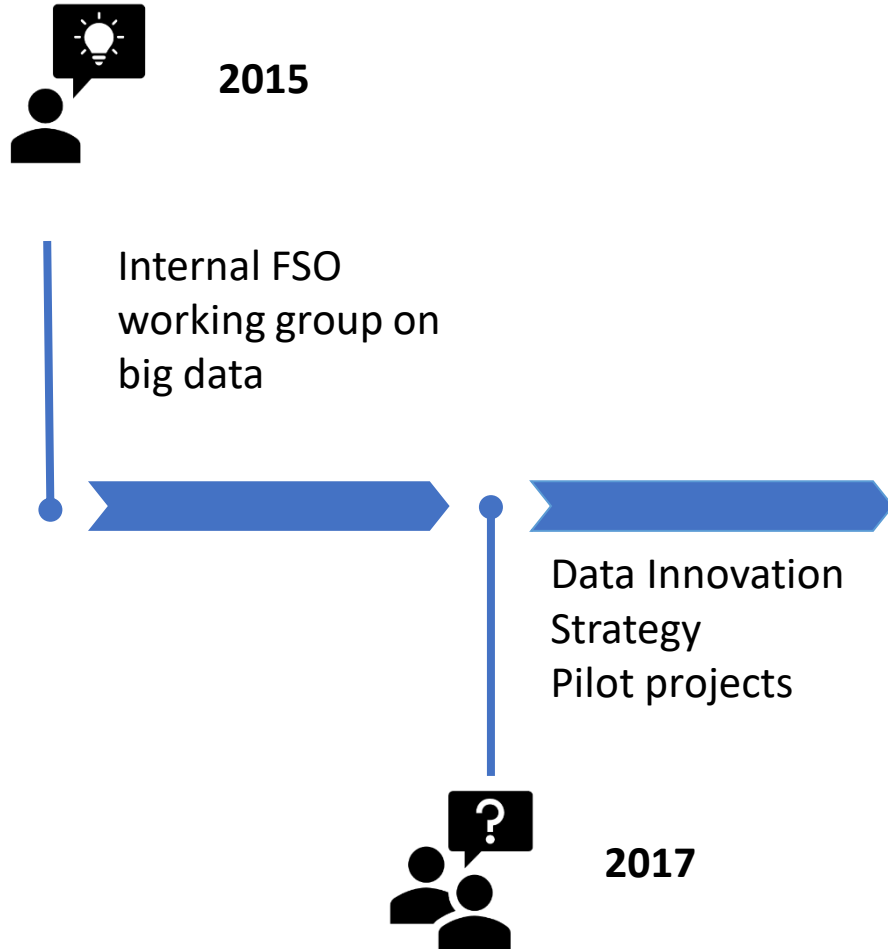 2015
Internal FSO
working group on
big data
Data Innovation
Strategy
Pilot projects
?
2017